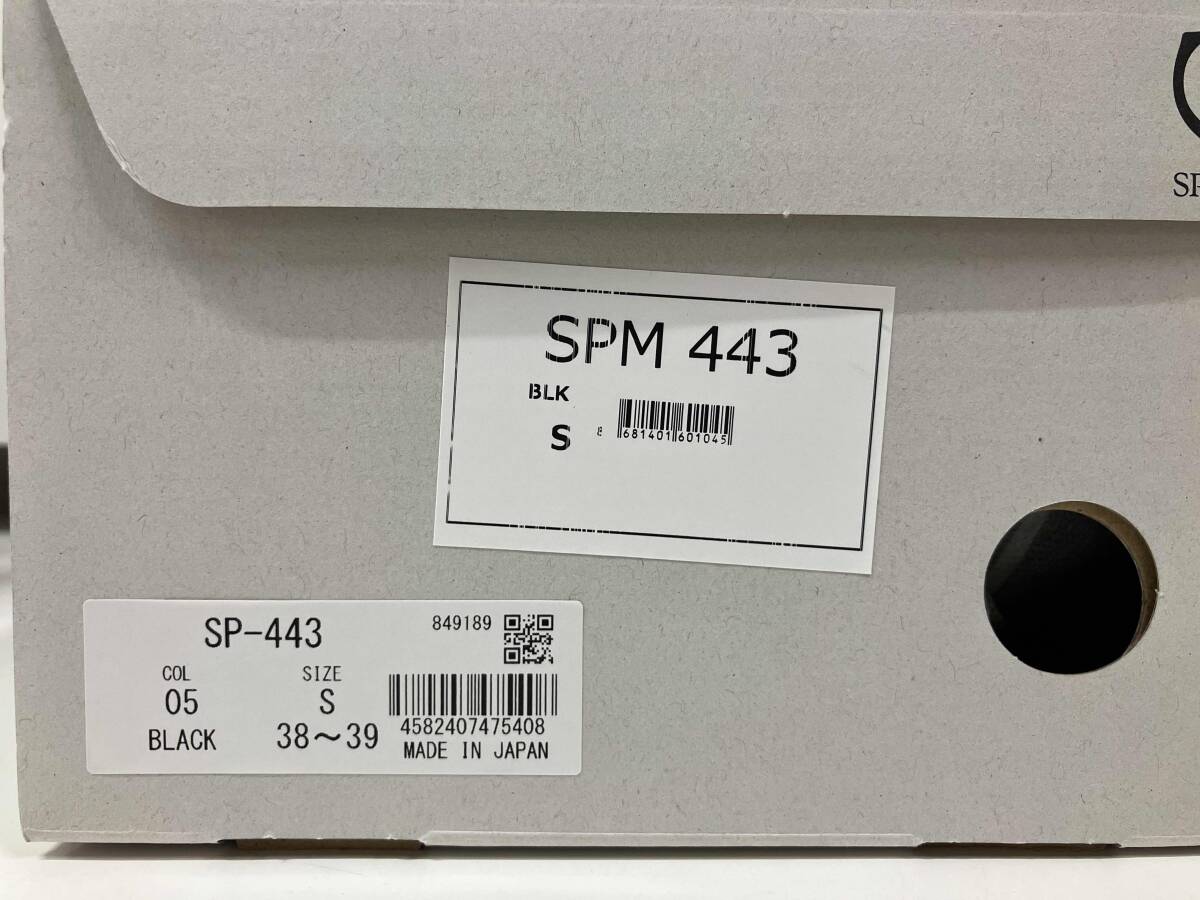 SP
SPM 443
BLK
S
8 681401 601045
SP-443
849189
COL
SIZE
05
S
BLACK
38～39
4582407475408
MADE IN JAPAN